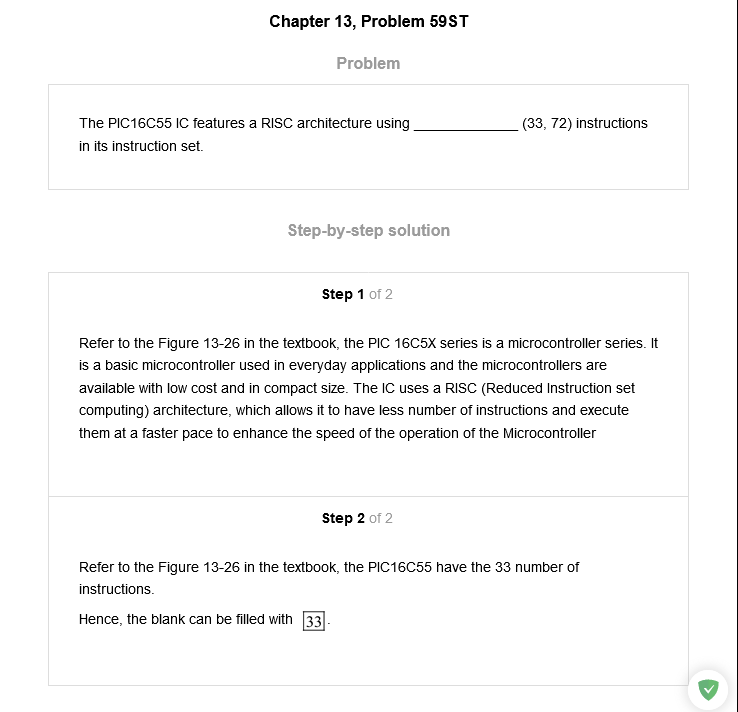 Chapter 13, Problem 59ST
Problem
The PIC16C55 IC features a RISC architecture using ______________ (33, 72) instructions
in its instruction set.
Step-by-step solution
Step 1 of 2
Refer to the Figure 13-26 in the textbook, the PIC 16C5X series is a microcontroller series. It
is a basic microcontroller used in everyday applications and the microcontrollers are
available with low cost and in compact size. The IC uses a RISC (Reduced Instruction set
computing) architecture, which allows it to have less number of instructions and execute
them at a faster pace to enhance the speed of the operation of the Microcontroller
Step 2 of 2
Refer to the Figure 13-26 in the textbook, the PIC16C55 have the 33 number of
instructions.
Hence, the blank can be filled with 33.